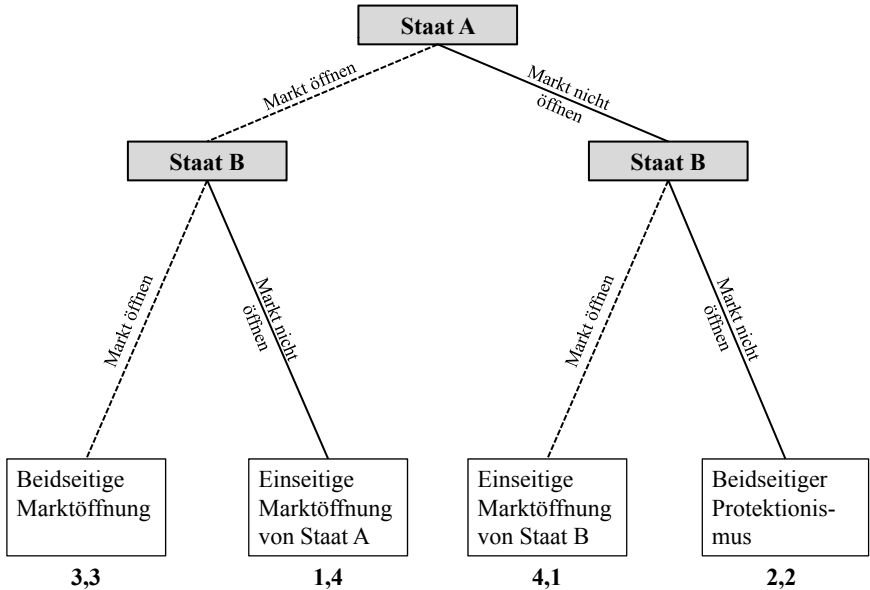 Staat A
Markt öffnen
Markt nicht
öffnen
Staat B
Staat B
Markt öffnen
Markt nicht
öffnen
Markt öffnen
Markt nicht
öffnen
Beidseitige
Marktöffnung
Einseitige
Marktöffnung
von Staat A
Einseitige
Marktöffnung
von Staat B
Beidseitiger
Protektionis-
mus
3,3
1,4
4,1
2,2